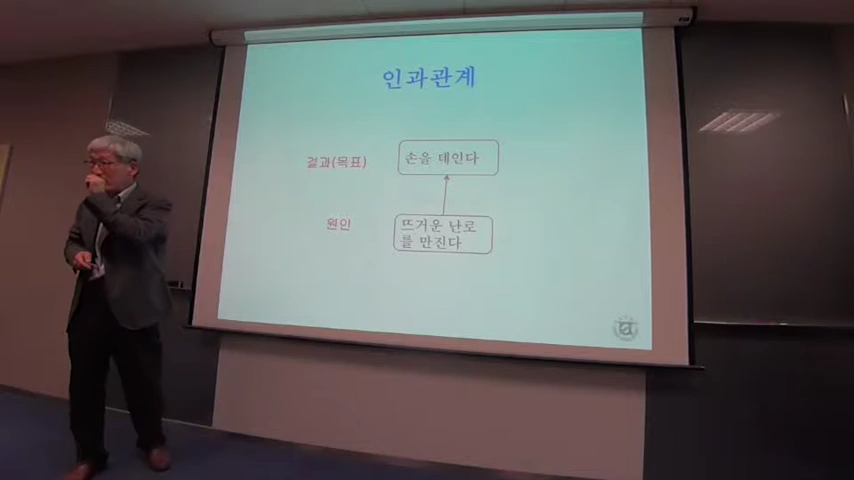 인과관계
결과(목표)
손을 데인다
원인
뜨거운 난로
를 만진다